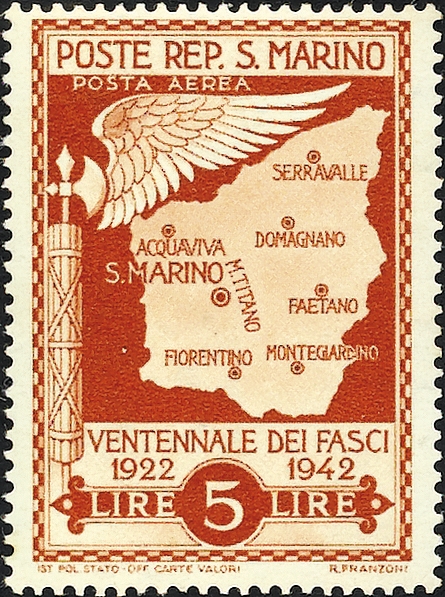 POSTE REP. S. MARINO
POSTA AEREA
SERRAVALLE
ACQUAVIVA
DOMAGNANO
S. MARINO
M. TITANO
FAETANO
FIORENTINO
MONTEGIARDINO
VENTENNALE DEI FASCI
1922 1942
LIRE 5 LIRE
IST. POL. STATO - OFF. CARTE VALORI R. FRANZONI